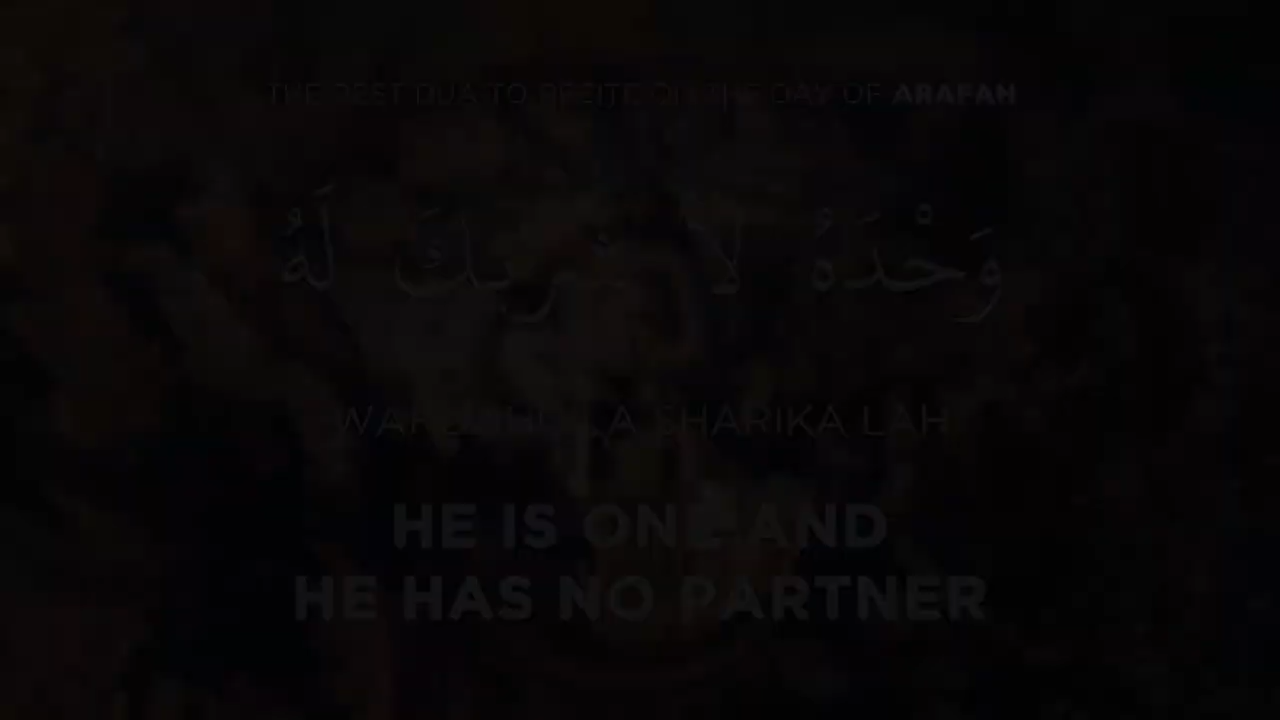 THE BEST DUA TO RECITE ON THE DAY OF ARAFAH
وَحْدَهُ لَا شَرِيكَ لَهُ
WAHDAHU LA SHARIKA LAH
HE IS ONE AND
HE HAS NO PARTNER